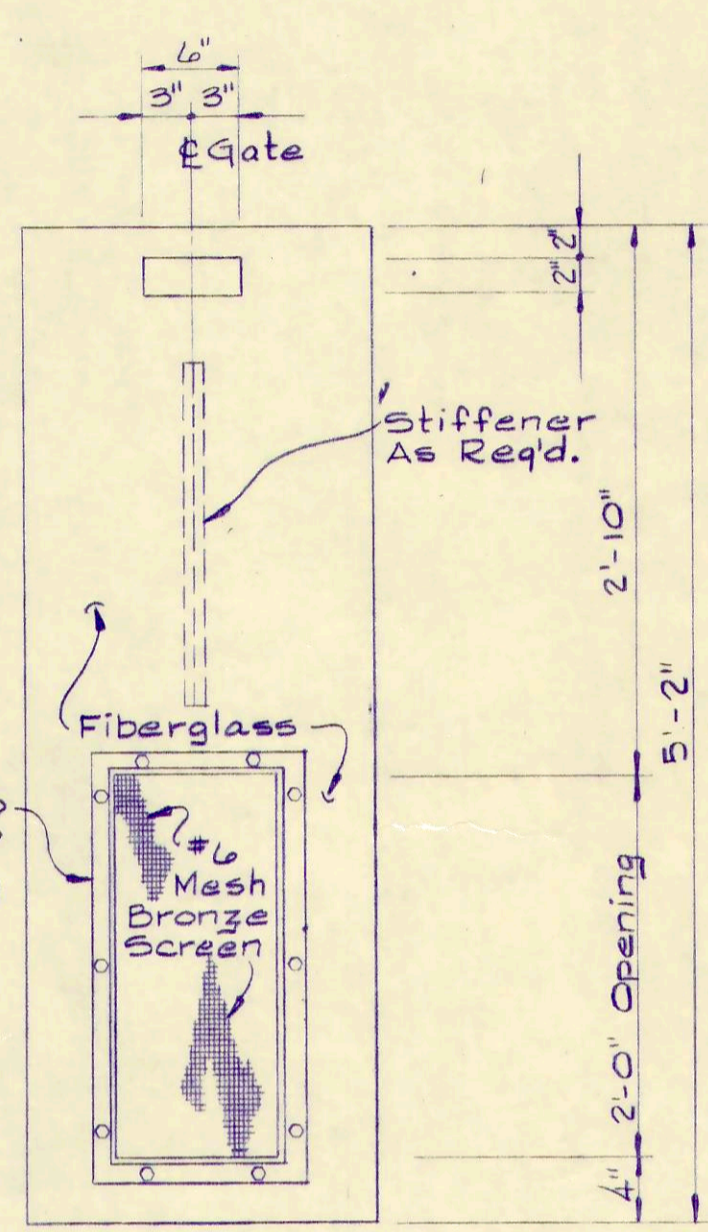 6"
3" 3"
℄ Gate
2"
2"
Stiffener
As Req'd.
2'-10"
5'-2"
Fiberglass
#6
Mesh
Bronze
Screen
2'-0" Opening
4"